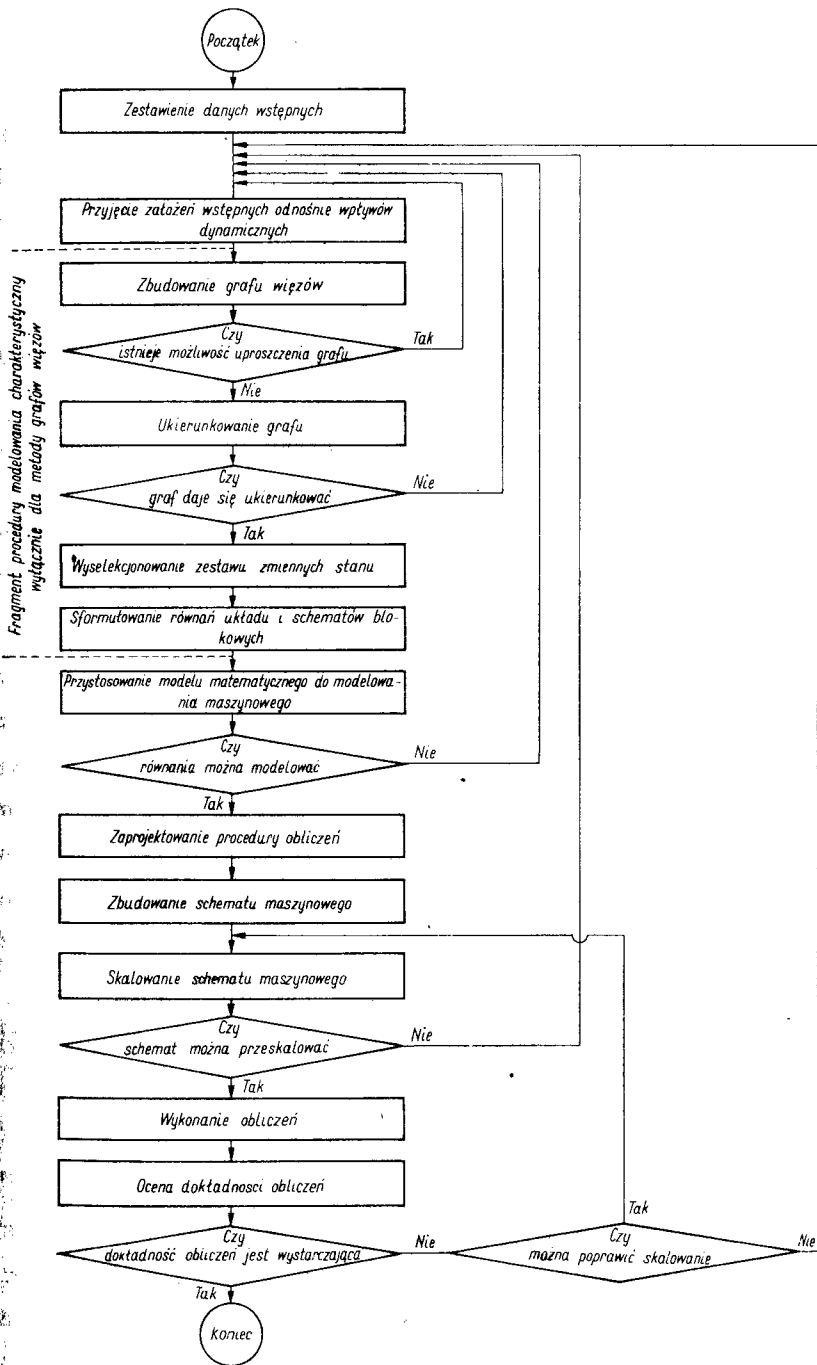 Początek
Zestawienie danych wstępnych
Przyjęcie założeń wstępnych odnośnie wpływów
dynamicznych
Fragment procedury modelowania charakterystyczny
wyłącznie dla metody grafów więzów
Zbudowanie grafu więzów
Czy
istnieje możliwość uproszczenia grafu
Tak
Nie
Ukierunkowanie grafu
Czy
graf daje się ukierunkować
Nie
Tak
Wyselekcjonowanie zestawu zmiennych stanu
Sformułowanie równań układu i schematów blo-
kowych
Przystosowanie modelu matematycznego do modelowa-
nia maszynowego
Czy
równania można modelować
Nie
Tak
Zaprojektowanie procedury obliczeń
Zbudowanie schematu maszynowego
Skalowanie schematu maszynowego
Czy
schemat można przeskalować
Nie
Tak
Wykonanie obliczeń
Ocena dokładności obliczeń
Czy
dokładność obliczeń jest wystarczająca
Nie
Tak
Czy
można poprawić skalowanie
Tak
Nie
Koniec